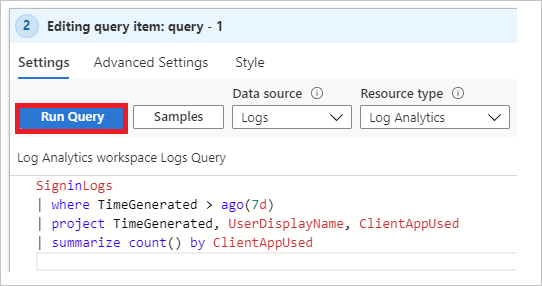 2 Editing query item: query - 1
Settings Advanced Settings Style
Data source Resource type
Run Query Samples Logs Log Analytics
Log Analytics workspace Logs Query
SigninLogs
| where TimeGenerated > ago(7d)
| project TimeGenerated, UserDisplayName, ClientAppUsed
| summarize count() by ClientAppUsed